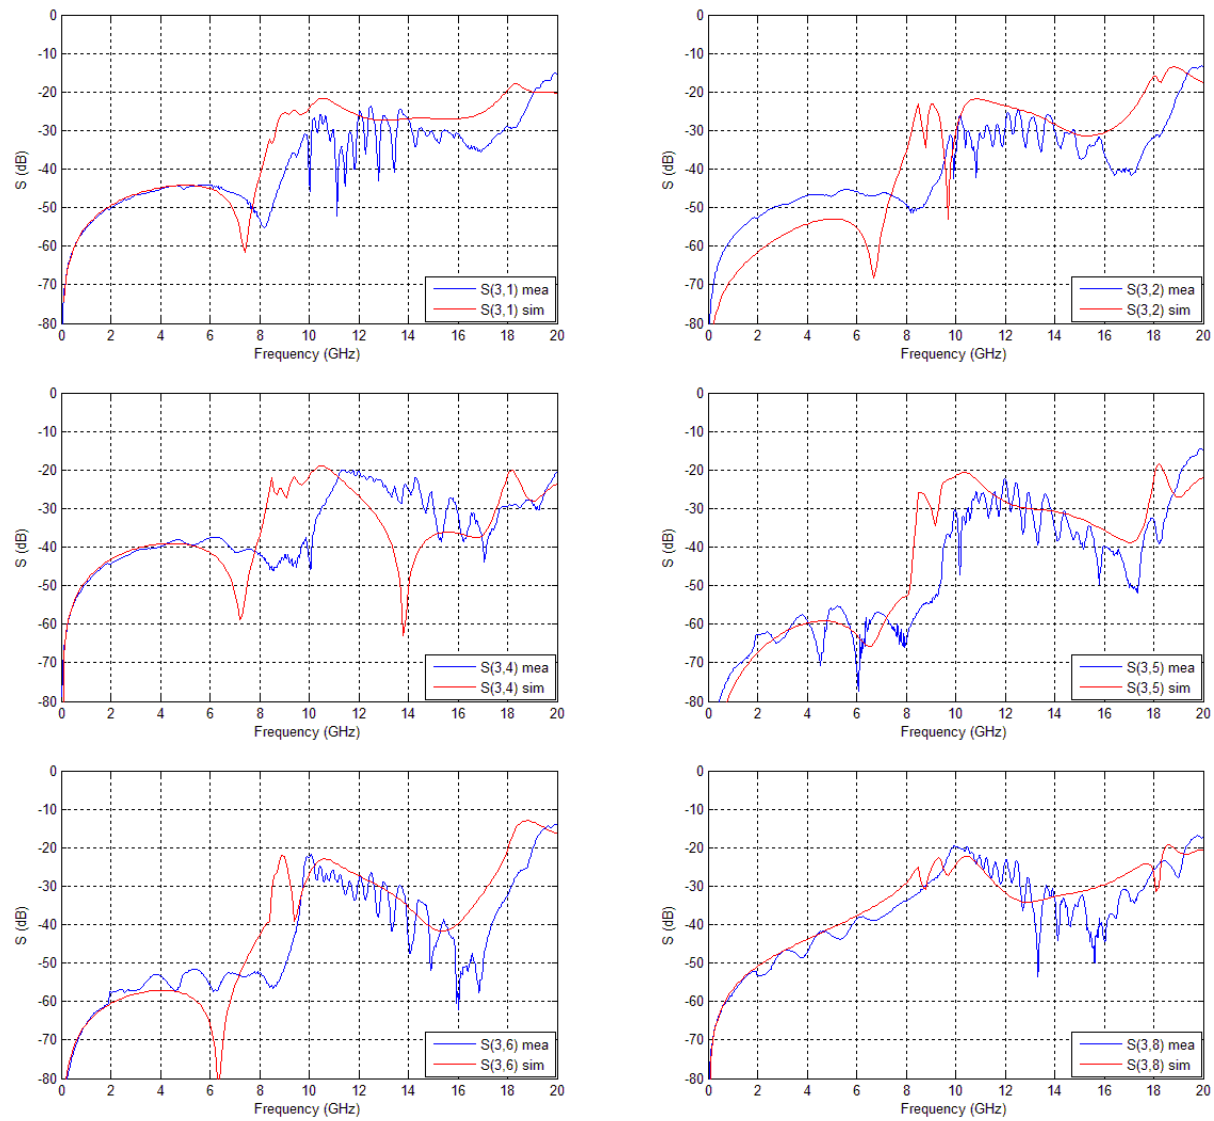 0
-10
-20
-30
-40
-50
-60
-70
-80
S (dB)
0 2 4 6 8 10 12 14 16 18 20
Frequency (GHz)
S(3,1) mea
S(3,1) sim
0
-10
-20
-30
-40
-50
-60
-70
-80
S (dB)
0 2 4 6 8 10 12 14 16 18 20
Frequency (GHz)
S(3,2) mea
S(3,2) sim
0
-10
-20
-30
-40
-50
-60
-70
-80
S (dB)
0 2 4 6 8 10 12 14 16 18 20
Frequency (GHz)
S(3,4) mea
S(3,4) sim
0
-10
-20
-30
-40
-50
-60
-70
-80
S (dB)
0 2 4 6 8 10 12 14 16 18 20
Frequency (GHz)
S(3,5) mea
S(3,5) sim
0
-10
-20
-30
-40
-50
-60
-70
-80
S (dB)
0 2 4 6 8 10 12 14 16 18 20
Frequency (GHz)
S(3,6) mea
S(3,6) sim
0
-10
-20
-30
-40
-50
-60
-70
-80
S (dB)
0 2 4 6 8 10 12 14 16 18 20
Frequency (GHz)
S(3,8) mea
S(3,8) sim